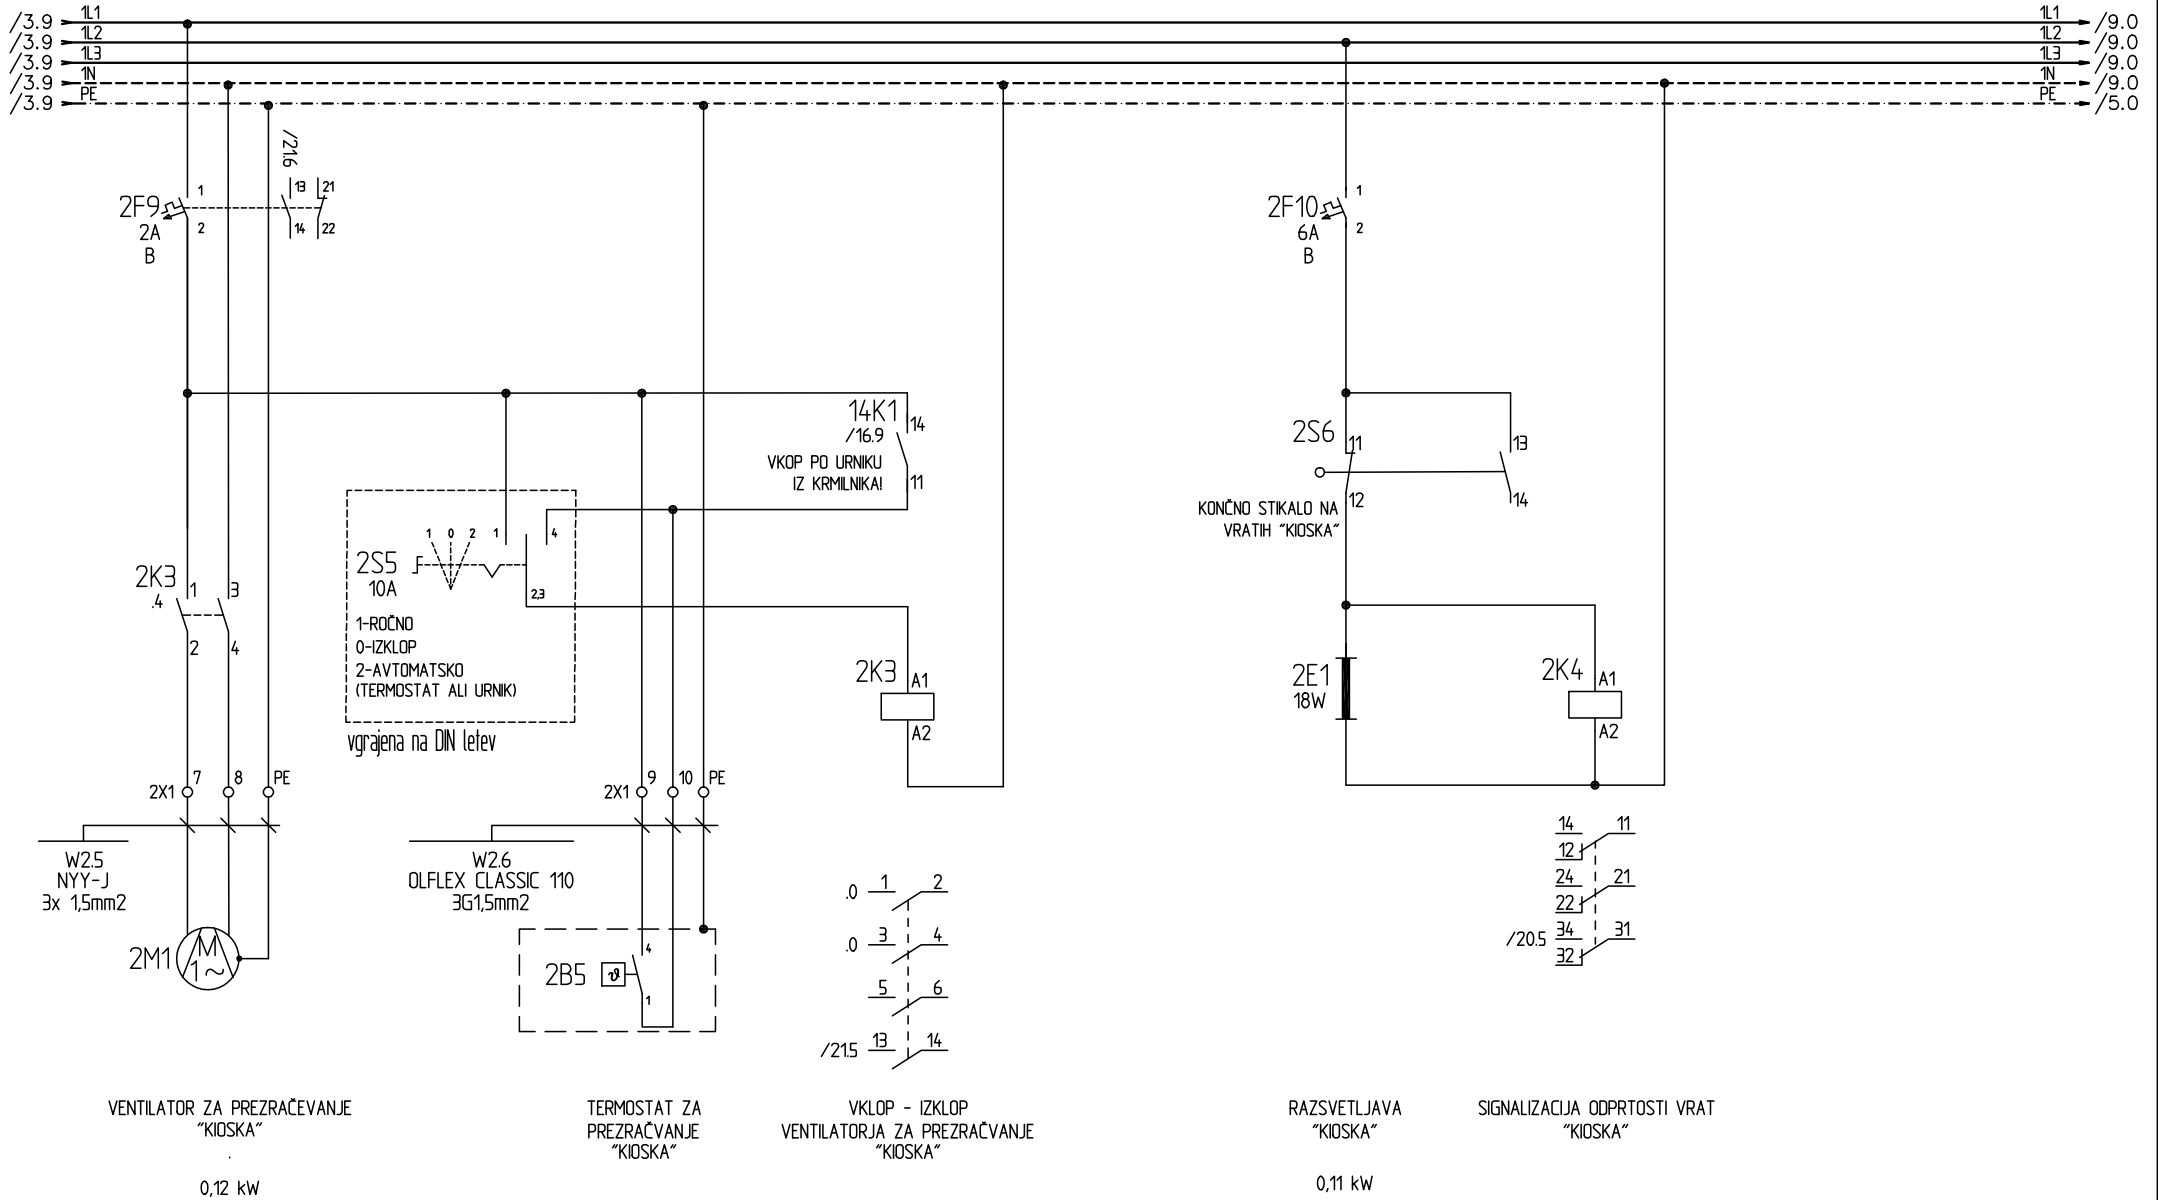 /3.9 1L1 1L1 /9.0
/3.9 1L2 1L2 /9.0
/3.9 1L3 1L3 /9.0
/3.9 1N 1N /9.0
/3.9 PE PE /5.0
/21.6
2F9
2A
B
1
2
13 21
14 22
2F10
6A
B
1
2
14K1
/16.9
14
11
VKOP PO URNIKU
IZ KRMILNIKA!
2S6
11
12
13
14
KONČNO STIKALO NA
VRATIH "KIOSKA"
2K3
.4
1 3
2 4
1 0 2 1 4
2S5
10A
2,3
1-ROČNO
0-IZKLOP
2-AVTOMATSKO
(TERMOSTAT ALI URNIK)
vgrajena na DIN letev
2K3
A1
A2
2E1
18W
2K4
A1
A2
2X1 7 8 PE
2X1 9 10 PE
W2.5
NYY-J
3x 1,5mm2
W2.6
OLFLEX CLASSIC 110
3G1,5mm2
2M1
M
1~
2B5
ϑ
4
1
.0 1 2
.0 3 4
5 6
/21.5 13 14
14 11
12
24 21
22
/20.5 34 31
32
VENTILATOR ZA PREZRAČEVANJE
"KIOSKA"
.
0,12 kW
TERMOSTAT ZA
PREZRAČVANJE
"KIOSKA"
VKLOP - IZKLOP
VENTILATORJA ZA PREZRAČVANJE
"KIOSKA"
RAZSVETLJAVA
"KIOSKA"
0,11 kW
SIGNALIZACIJA ODPRTOSTI VRAT
"KIOSKA"